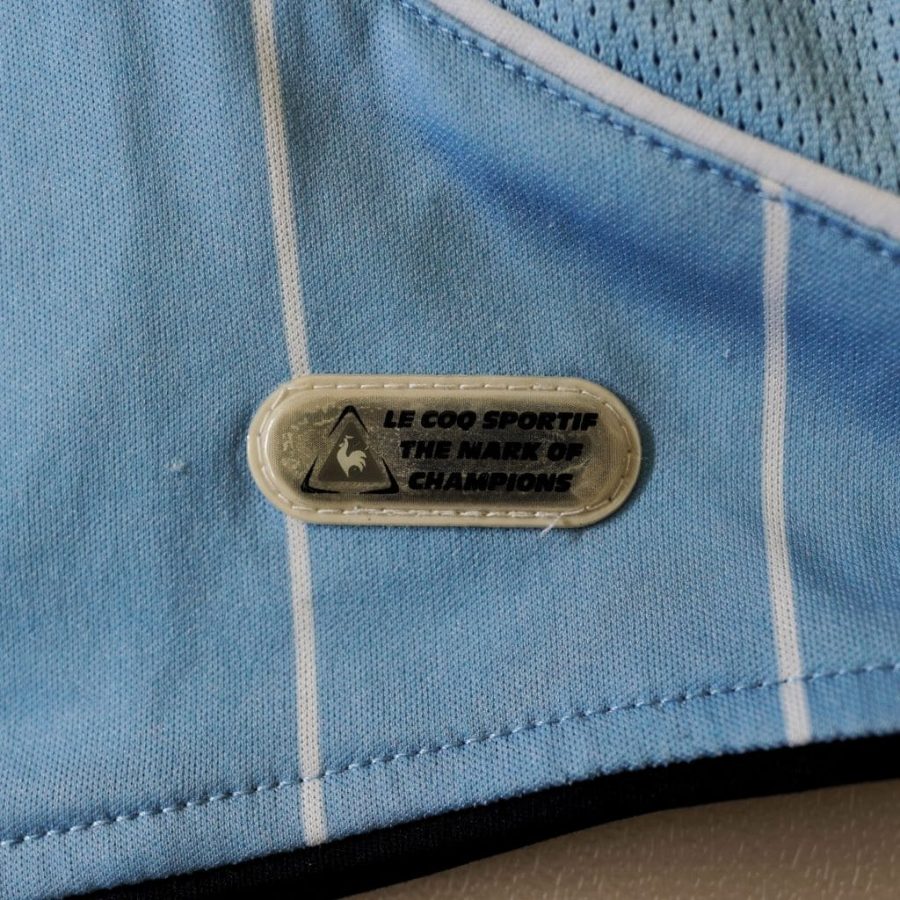 LE COQ SPORTIF
THE MARK OF
CHAMPIONS